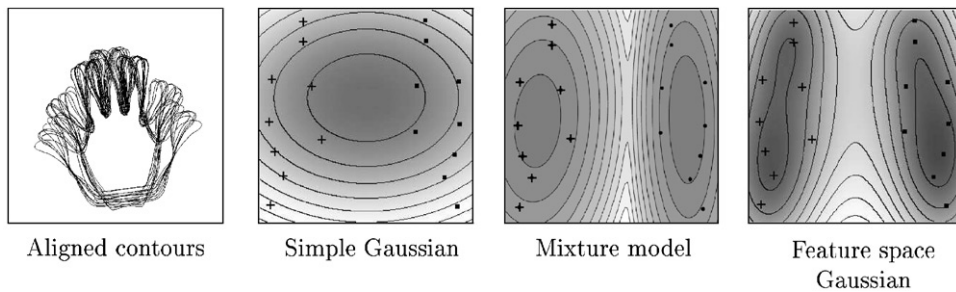 Aligned contours
Simple Gaussian
Mixture model
Feature space
Gaussian